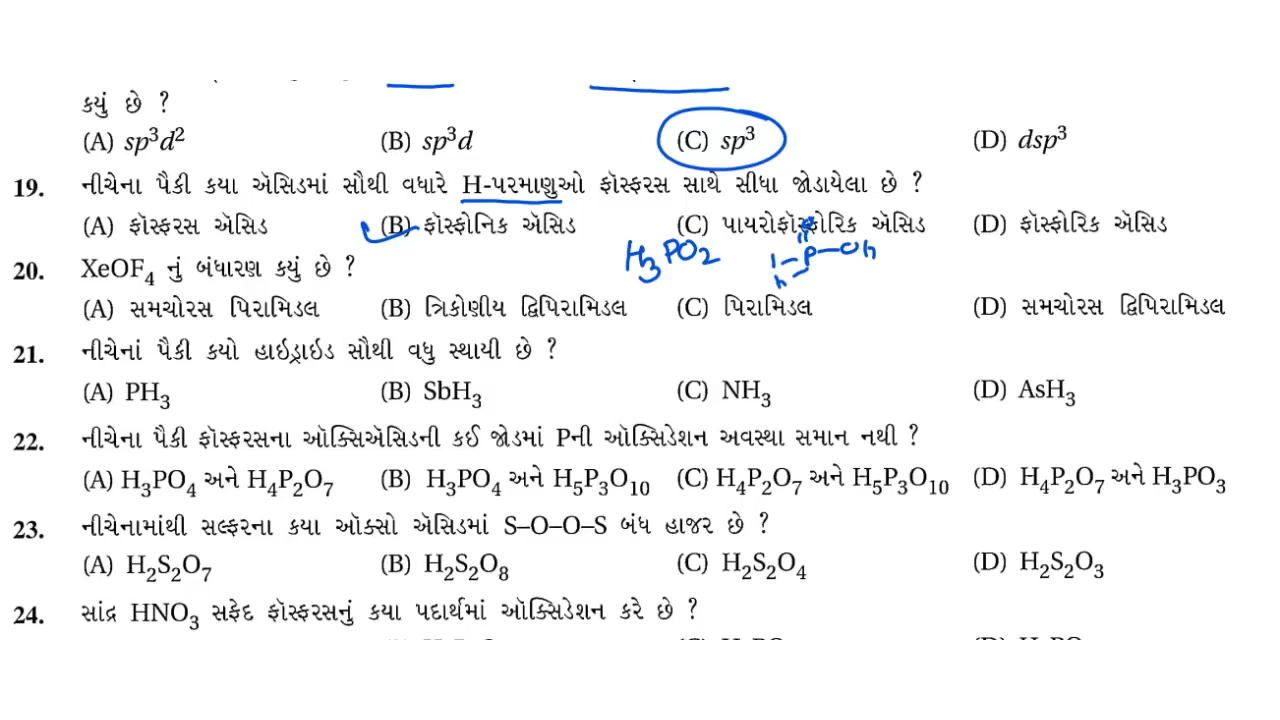 કયું છે ?
(A) sp³d² (B) sp³d (C) sp³ (D) dsp³
19. નીચેના પૈકી કયા ઍસિડમાં સૌથી વધારે H-પરમાણુઓ ફૉસ્ફરસ સાથે સીધા જોડાયેલા છે ?
(A) ફૉસ્ફરસ ઍસિડ (B) ફૉસ્ફોનિક ઍસિડ (C) પાયરોફૉસ્ફોરિક ઍસિડ (D) ફૉસ્ફોરિક ઍસિડ
H₃PO₂ P OH
20. XeOF₄ નું બંધારણ કયું છે ?
(A) સમચોરસ પિરામિડલ (B) ત્રિકોણીય દ્વિપિરામિડલ (C) પિરામિડલ (D) સમચોરસ દ્વિપિરામિડલ
21. નીચેનાં પૈકી કયો હાઇડ્રાઇડ સૌથી વધુ સ્થાયી છે ?
(A) PH₃ (B) SbH₃ (C) NH₃ (D) AsH₃
22. નીચેના પૈકી ફૉસ્ફરસના ઑક્સિઍસિડની કઈ જોડમાં Pની ઑક્સિડેશન અવસ્થા સમાન નથી ?
(A) H₃PO₄ અને H₄P₂O₇ (B) H₃PO₄ અને H₅P₃O₁₀ (C) H₄P₂O₇ અને H₅P₃O₁₀ (D) H₄P₂O₇ અને H₃PO₃
23. નીચેનામાંથી સલ્ફરના કયા ઑક્સો ઍસિડમાં S–O–O–S બંધ હાજર છે ?
(A) H₂S₂O₇ (B) H₂S₂O₈ (C) H₂S₂O₄ (D) H₂S₂O₃
24. સાંદ્ર HNO₃ સફેદ ફૉસ્ફરસનું કયા પદાર્થમાં ઑક્સિડેશન કરે છે ?